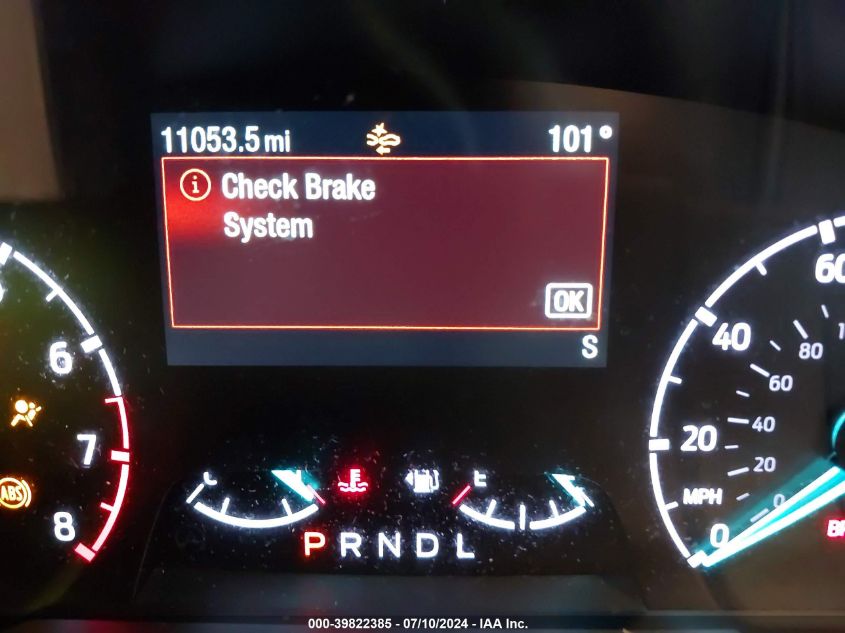 11053.5 mi 101°
Check Brake
System
OK
S
6
7
8
ABS
P R N D L
60
40
20
MPH
0
80
60
40
20
0
000-39822385 - 07/10/2024 - IAA Inc.